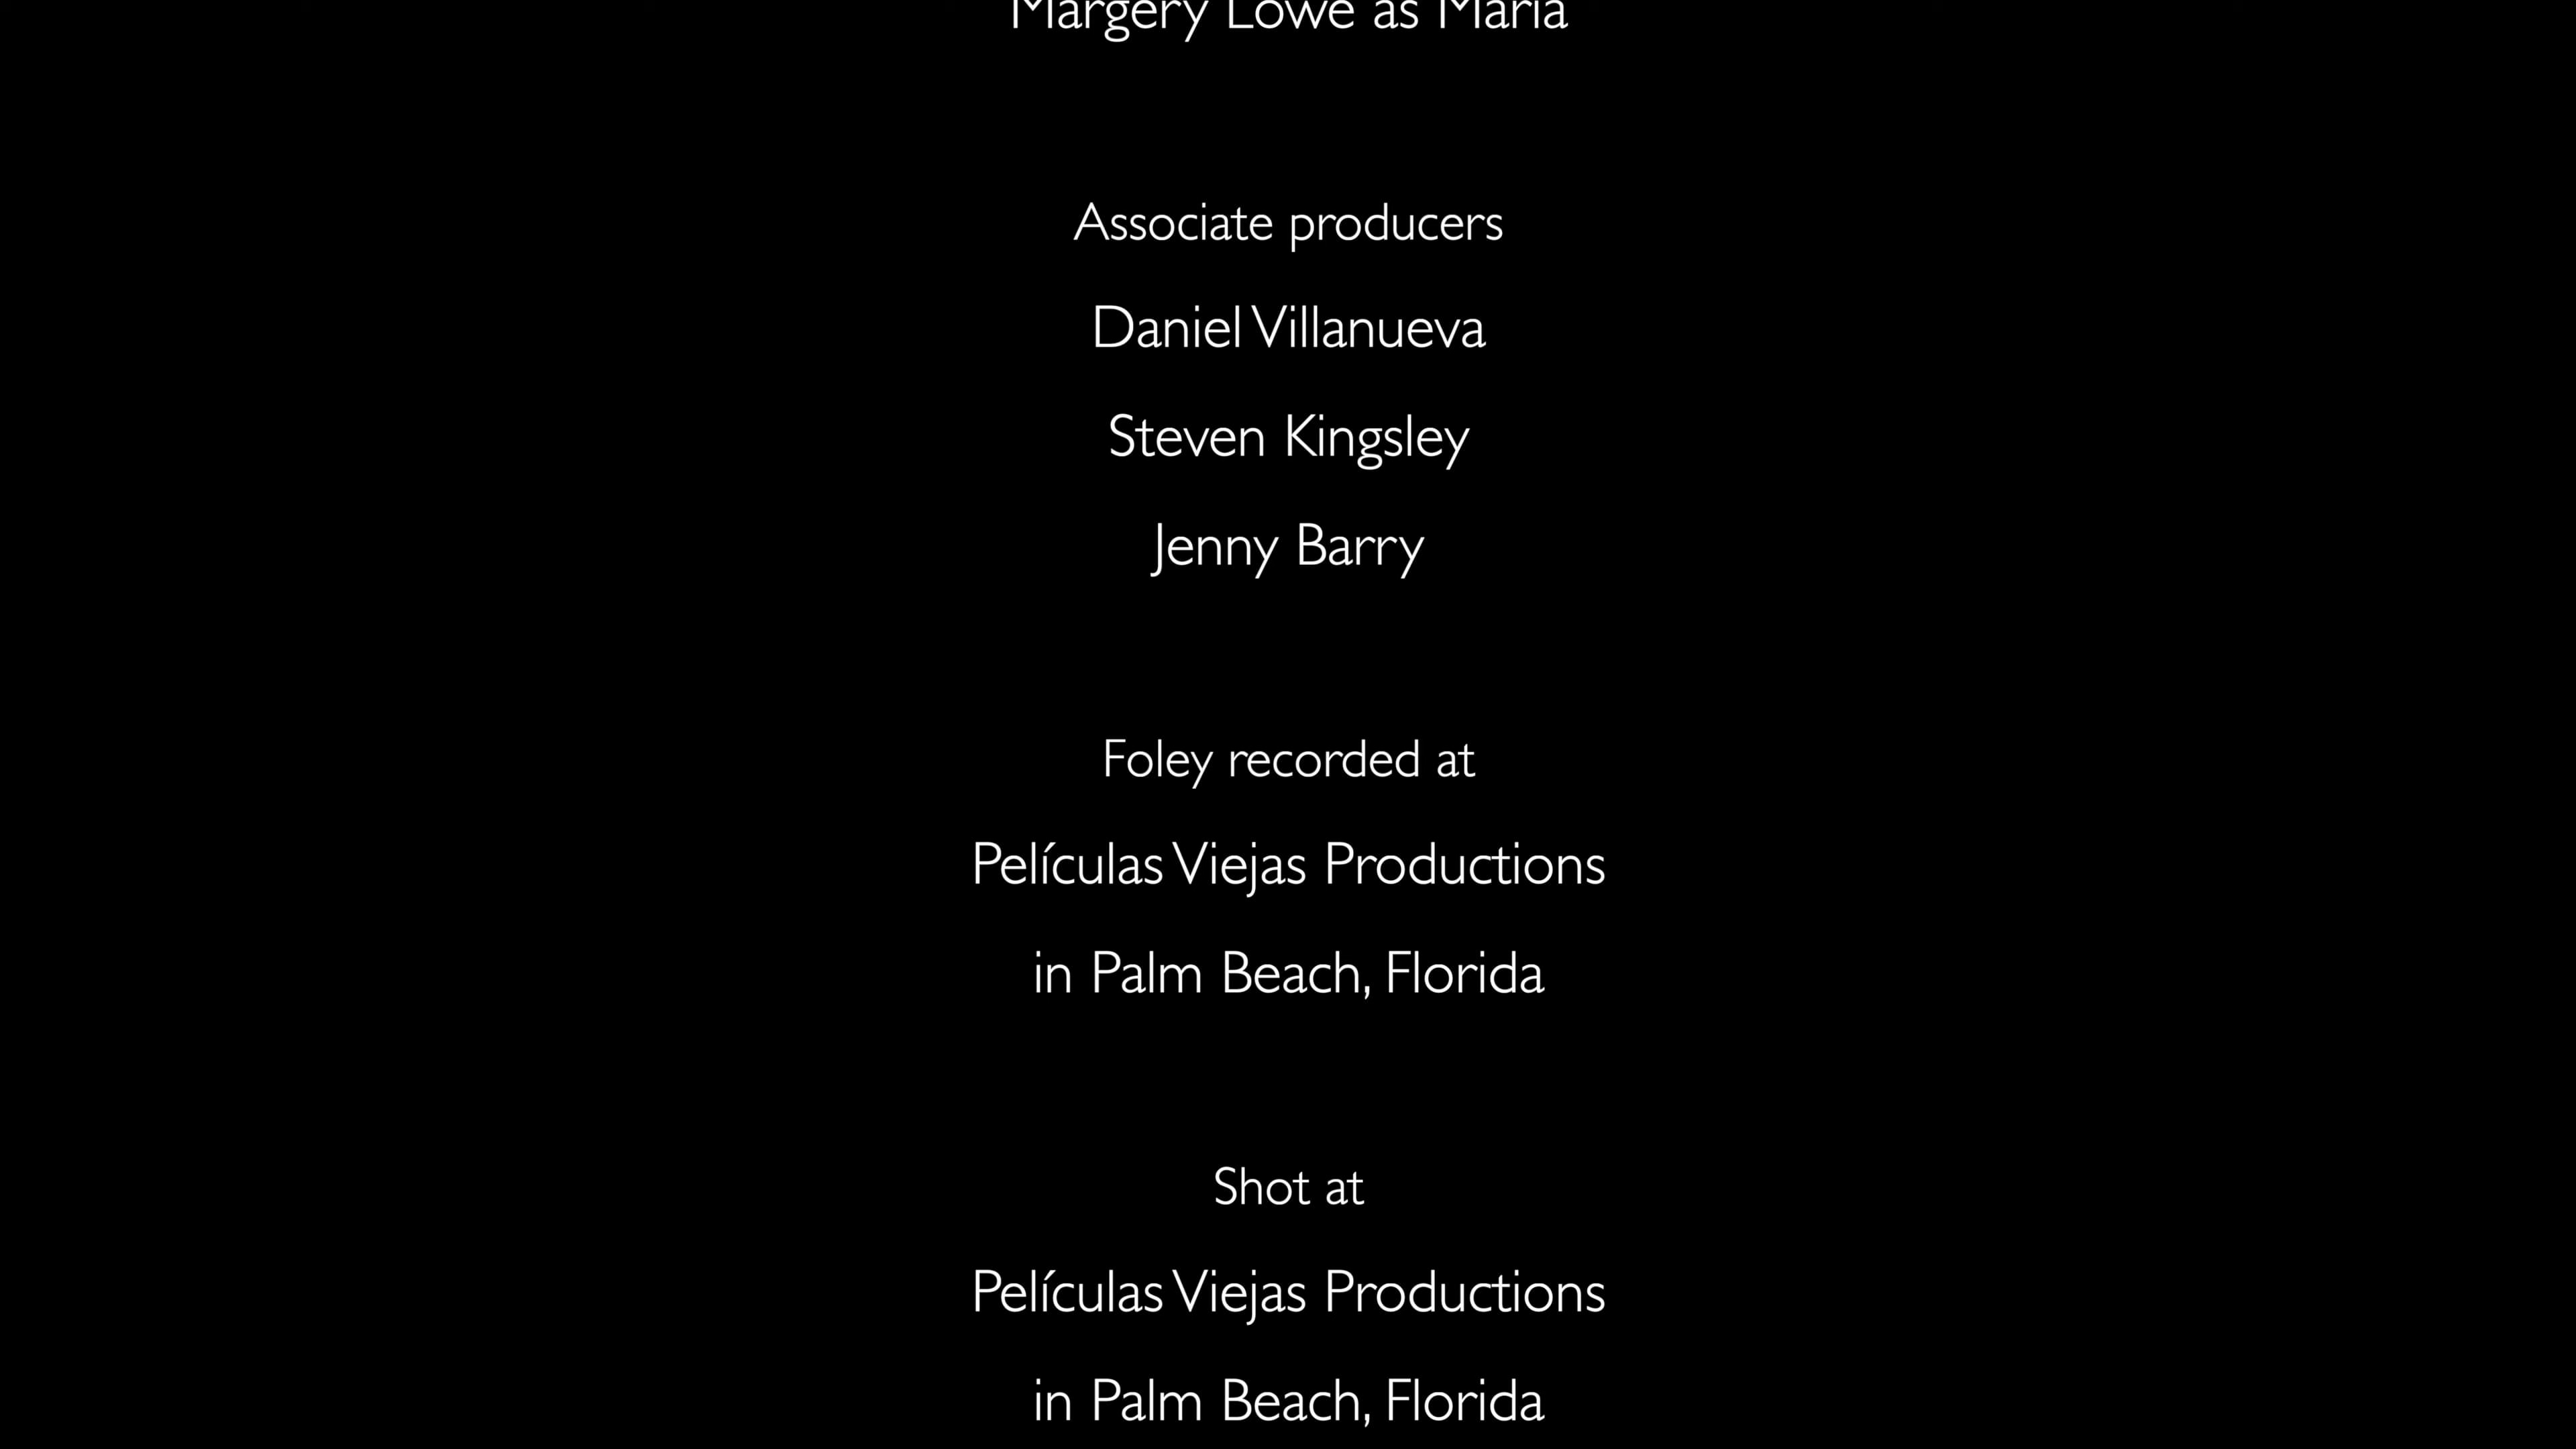 Margery Lowe as Maria
Associate producers
Daniel Villanueva
Steven Kingsley
Jenny Barry
Foley recorded at
Películas Viejas Productions
in Palm Beach, Florida
Shot at
Películas Viejas Productions
in Palm Beach, Florida